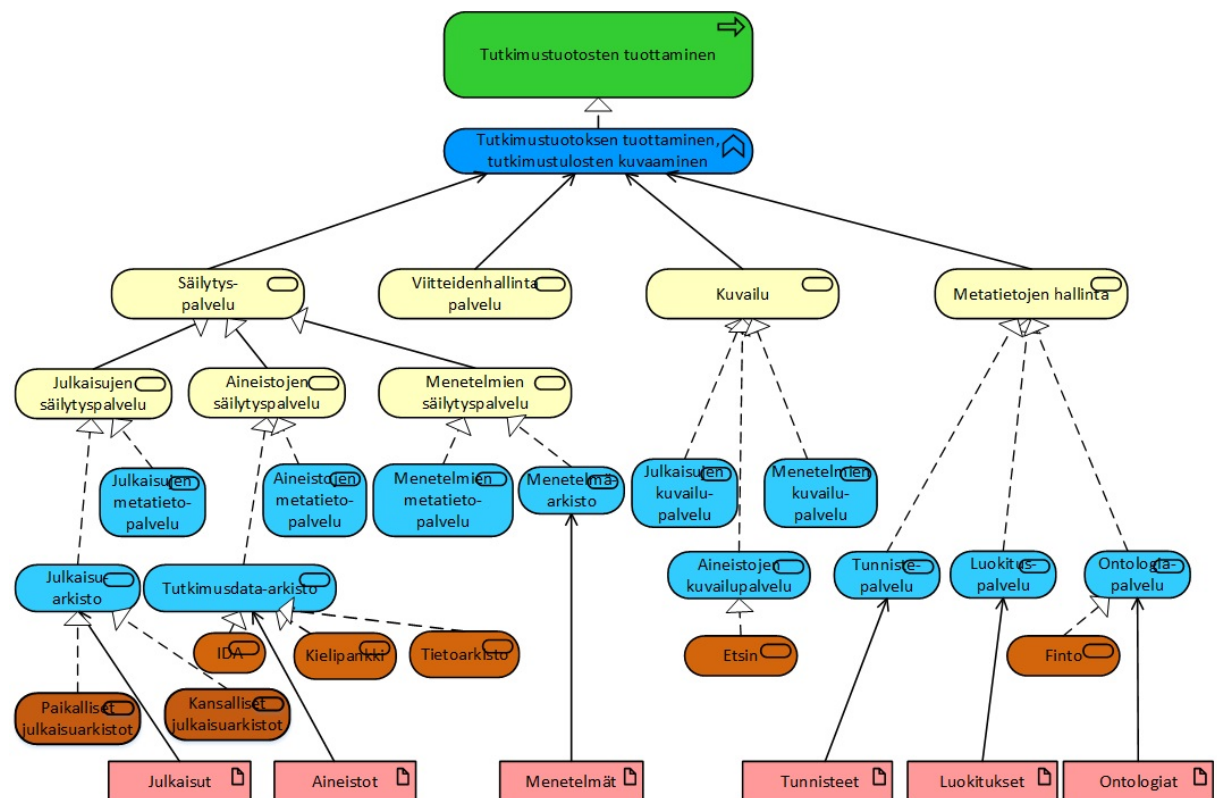 Tutkimustuotosten tuottaminen
Tutkimustuotoksen tuottaminen,
tutkimustulosten kuvaaminen
Säilytys-
palvelu
Viitteidenhallinta
palvelu
Kuvailu
Metatietojen hallinta
Julkaisujen
säilytyspalvelu
Aineistojen
säilytyspalvelu
Menetelmien
säilytyspalvelu
Julkaisujen
metatieto-
palvelu
Aineistojen
metatieto-
palvelu
Menetelmien
metatieto-
palvelu
Menetelmä-
arkisto
Julkaisujen
kuvailu-
palvelu
Menetelmien
kuvailu-
palvelu
Julkaisu-
arkisto
Tutkimusdata-arkisto
Aineistojen
kuvailupalvelu
Tunniste-
palvelu
Luokitus-
palvelu
Ontologia-
palvelu
IDA
Kielipankki
Tietoarkisto
Etsin
Finto
Paikalliset
julkaisuarkistot
Kansalliset
julkaisuarkistot
Julkaisut
Aineistot
Menetelmät
Tunnisteet
Luokitukset
Ontologiat